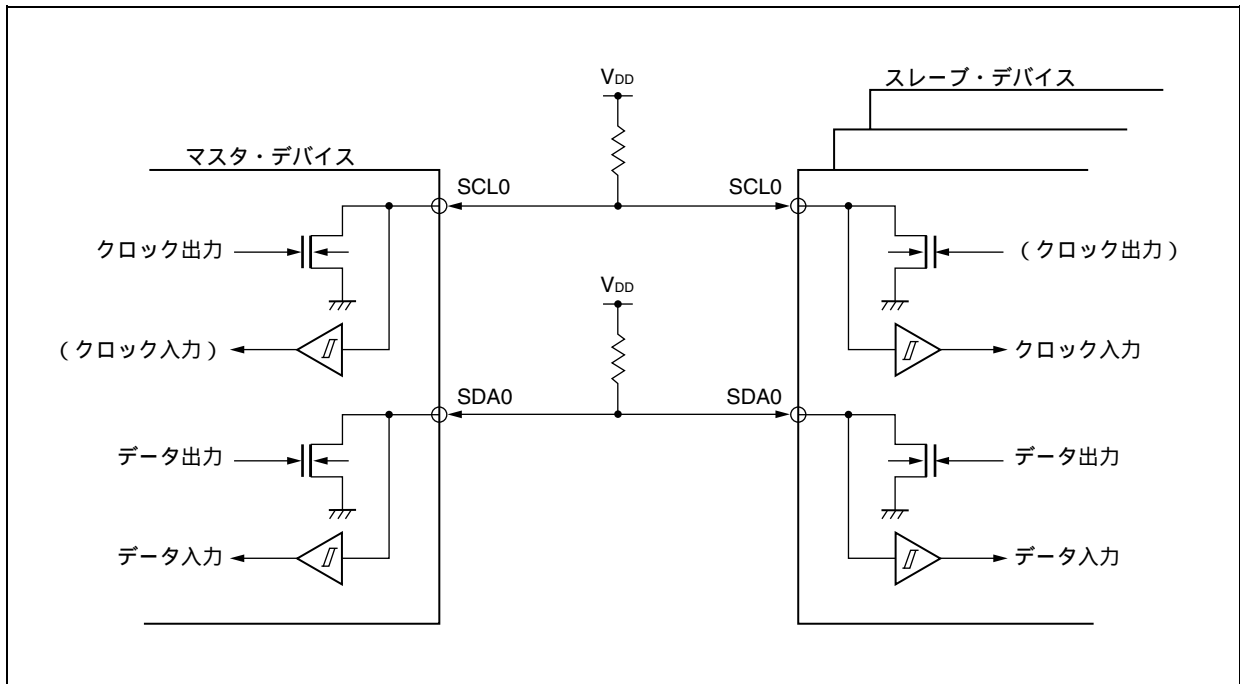 VDD
スレーブ・デバイス
マスタ・デバイス
SCL0
SCL0
クロック出力
(クロック出力)
VDD
(クロック入力)
クロック入力
SDA0
SDA0
データ出力
データ出力
データ入力
データ入力